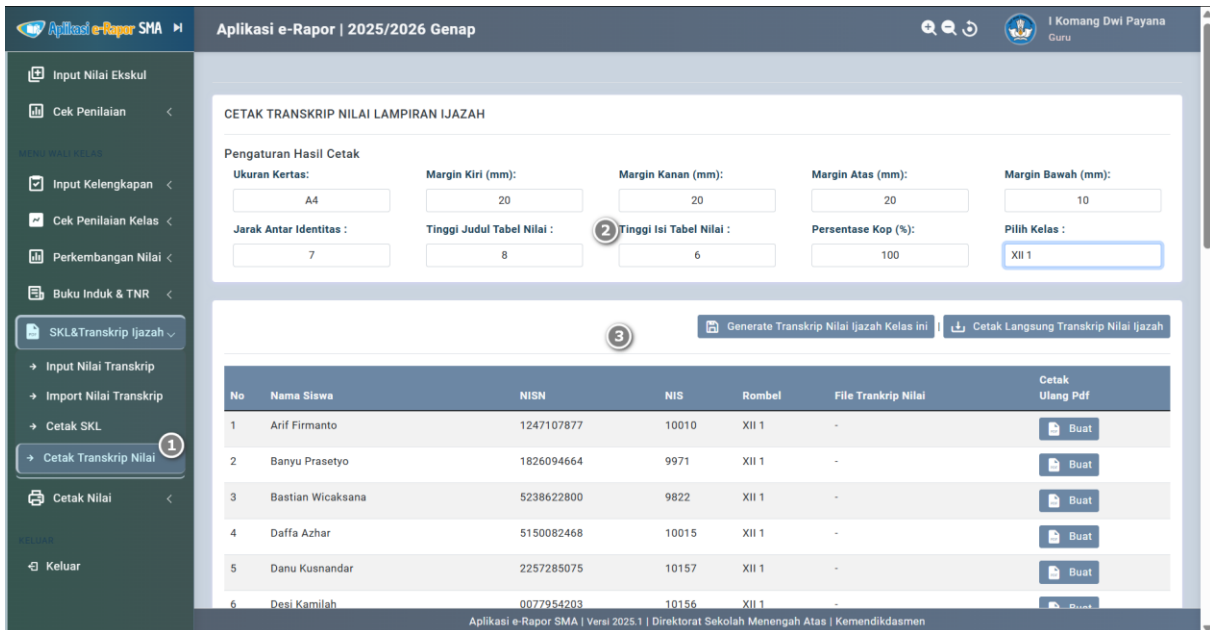 Aplikasi e-Rapor SMA
Aplikasi e-Rapor | 2025/2026 Genap
I Komang Dwi Payana
Guru
Input Nilai Ekskul
Cek Penilaian
MENU WALI KELAS
Input Kelengkapan
Cek Penilaian Kelas
Perkembangan Nilai
Buku Induk & TNR
SKL&Transkrip Ijazah
Input Nilai Transkrip
Import Nilai Transkrip
Cetak SKL
Cetak Transkrip Nilai
1
Cetak Nilai
KELUAR
Keluar
CETAK TRANSKRIP NILAI LAMPIRAN IJAZAH
Pengaturan Hasil Cetak
Ukuran Kertas: Margin Kiri (mm): Margin Kanan (mm): Margin Atas (mm): Margin Bawah (mm):
A4 20 20 20 10
Jarak Antar Identitas : Tinggi Judul Tabel Nilai : 2 Tinggi Isi Tabel Nilai : Persentase Kop (%): Pilih Kelas :
7 8 6 100 XII 1
3 Generate Transkrip Nilai Ijazah Kelas ini | Cetak Langsung Transkrip Nilai Ijazah
No Nama Siswa NISN NIS Rombel File Trankrip Nilai Cetak
Ulang Pdf
1 Arif Firmanto 1247107877 10010 XII 1 - Buat
2 Banyu Prasetyo 1826094664 9971 XII 1 - Buat
3 Bastian Wicaksana 5238622800 9822 XII 1 - Buat
4 Daffa Azhar 5150082468 10015 XII 1 - Buat
5 Danu Kusnandar 2257285075 10157 XII 1 - Buat
6 Desi Kamilah 0077954203 10156 XII 1 - Buat
Aplikasi e-Rapor SMA | Versi 2025.1 | Direktorat Sekolah Menengah Atas | Kemendikdasmen